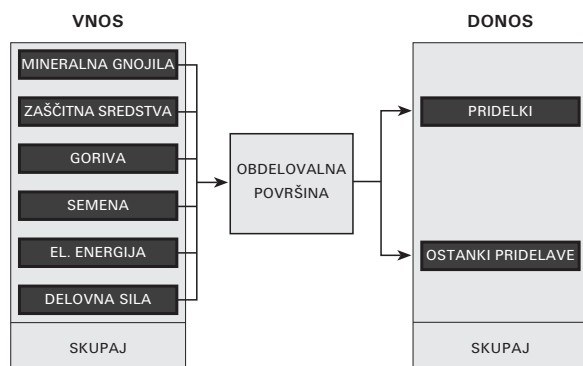 VNOS
MINERALNA GNOJILA
ZAŠČITNA SREDSTVA
GORIVA
SEMENA
EL. ENERGIJA
DELOVNA SILA
SKUPAJ
OBDELOVALNA
POVRŠINA
DONOS
PRIDELKI
OSTANKI PRIDELAVE
SKUPAJ